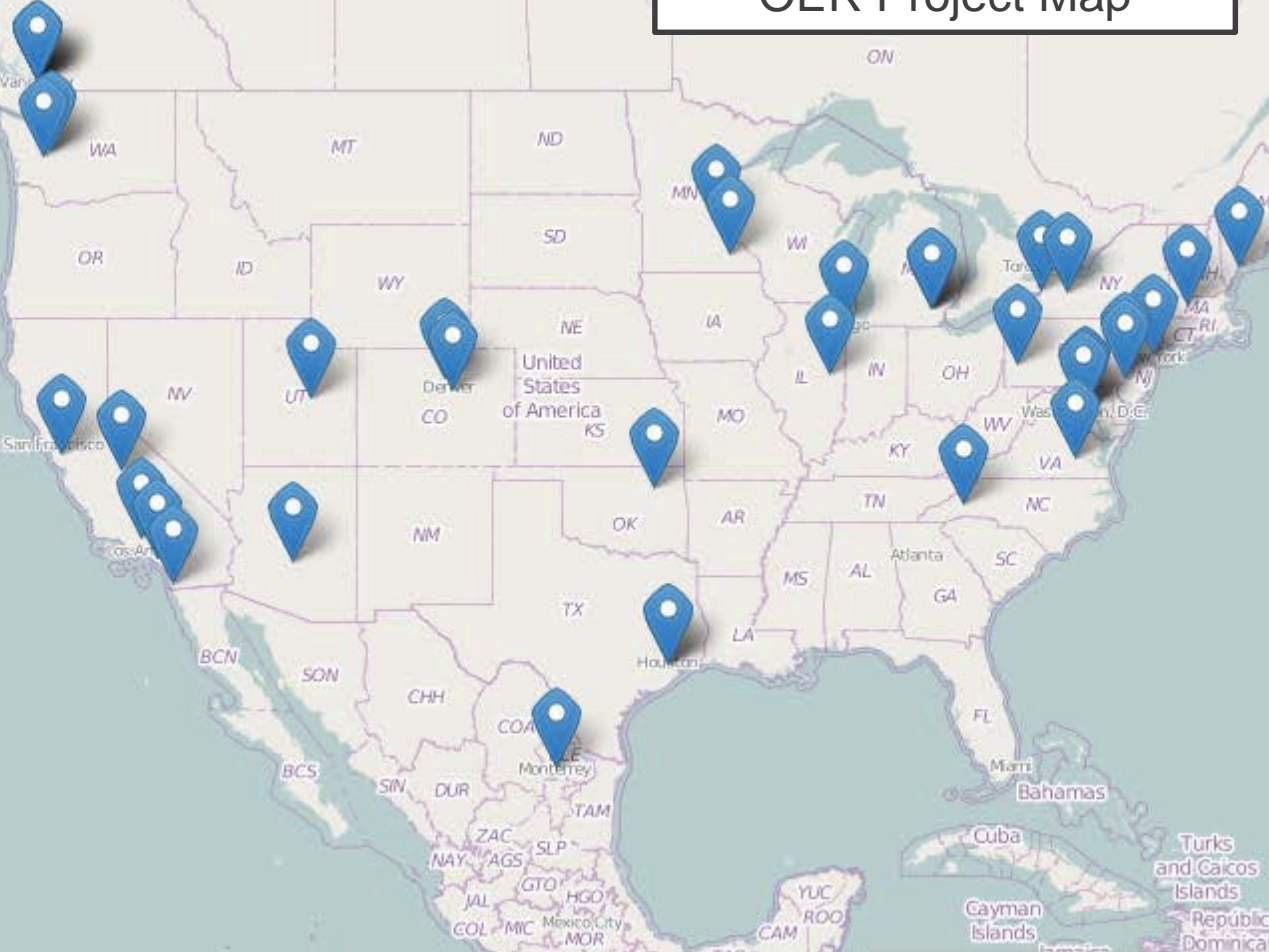 OER Project Map
ON
WA
MT
ND
MN
OR
ID
SD
WI
WY
NY
NE
IA
MA
RI
CT
United
States
of America
NV
UT
Denver
CO
IL
IN
OH
NJ
KS
MO
WV
KY
VA
San Francisco
TN
NC
OK
AR
NM
Atlanta
SC
MS
AL
GA
TX
LA
Houston
BCN
SON
CHH
COA
FL
Monterrey
Miami
BCS
SIN
DUR
Bahamas
TAM
ZAC
SLP
Cuba
NAY
AGS
Turks
and Caicos
Islands
GTO
HGO
YUC
JAL
COL
MIC
Mexico City
MOR
ROO
CAM
Cayman
Islands